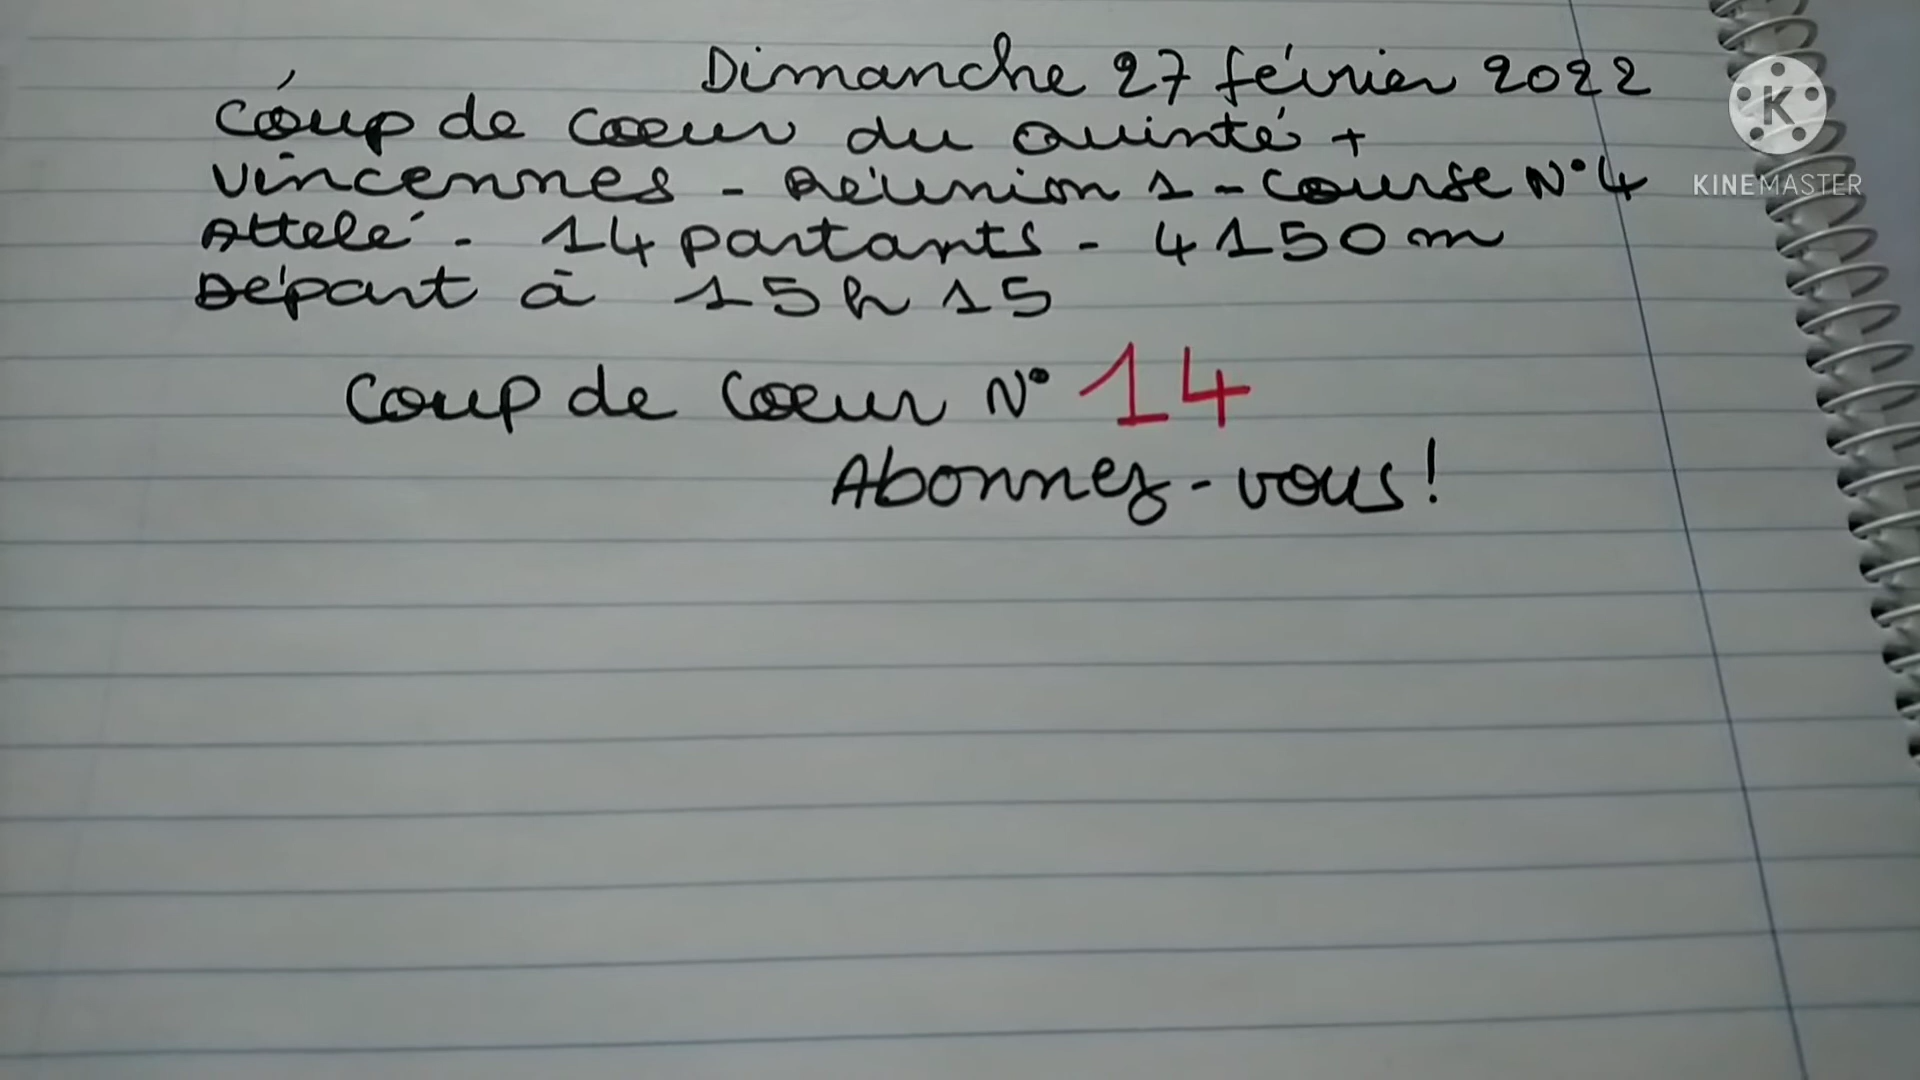 Dimanche 27 février 2022
Coup de coeur du Quinté +
Vincennes - Réunion 1 - Course N° 4
Attelé - 14 partants - 4150 m
Départ à 15h15
Coup de coeur N° 14
Abonnez-vous !
K
KINEMASTER